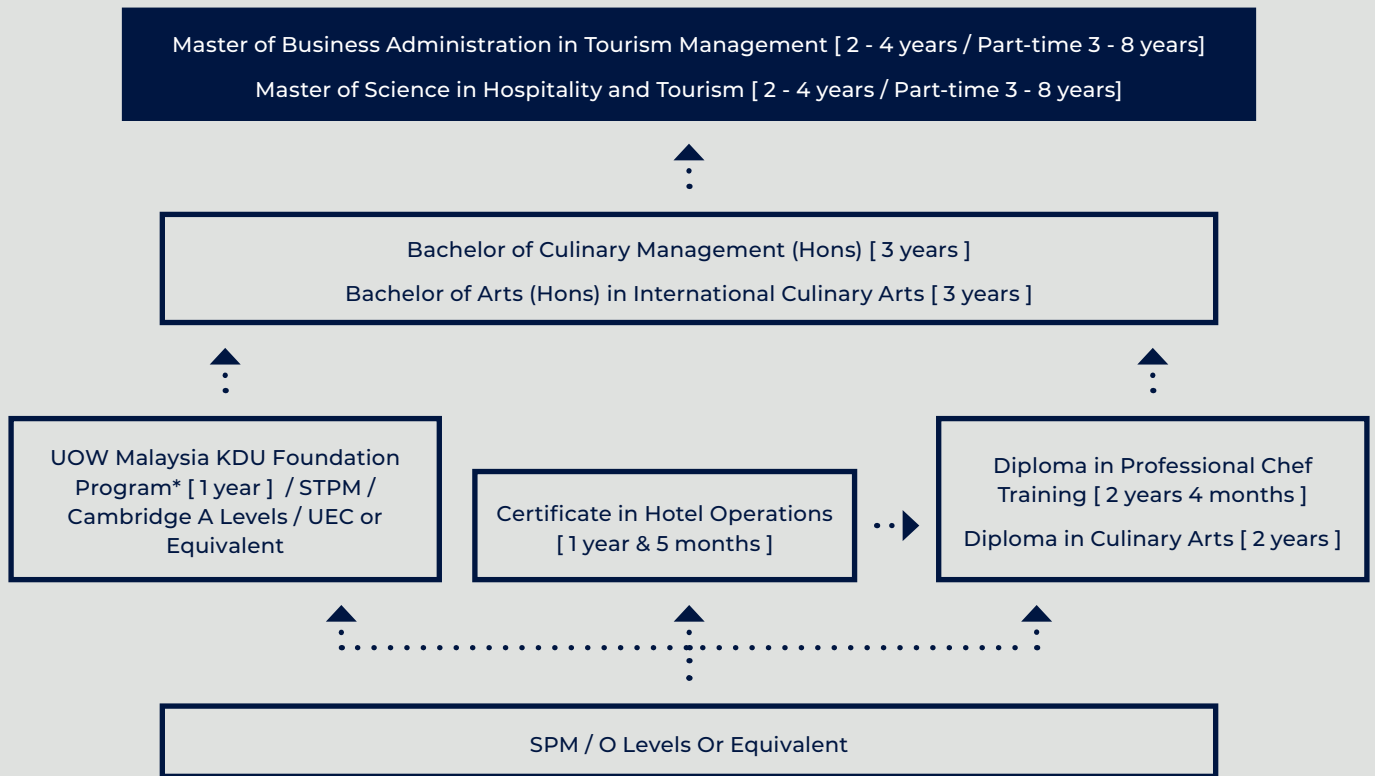 Master of Business Administration in Tourism Management [ 2 - 4 years / Part-time 3 - 8 years]
Master of Science in Hospitality and Tourism [ 2 - 4 years / Part-time 3 - 8 years]
Bachelor of Culinary Management (Hons) [ 3 years ]
Bachelor of Arts (Hons) in International Culinary Arts [ 3 years ]
UOW Malaysia KDU Foundation
Program* [ 1 year ] / STPM /
Cambridge A Levels / UEC or
Equivalent
Certificate in Hotel Operations
[ 1 year & 5 months ]
Diploma in Professional Chef
Training [ 2 years 4 months ]
Diploma in Culinary Arts [ 2 years ]
SPM / O Levels Or Equivalent